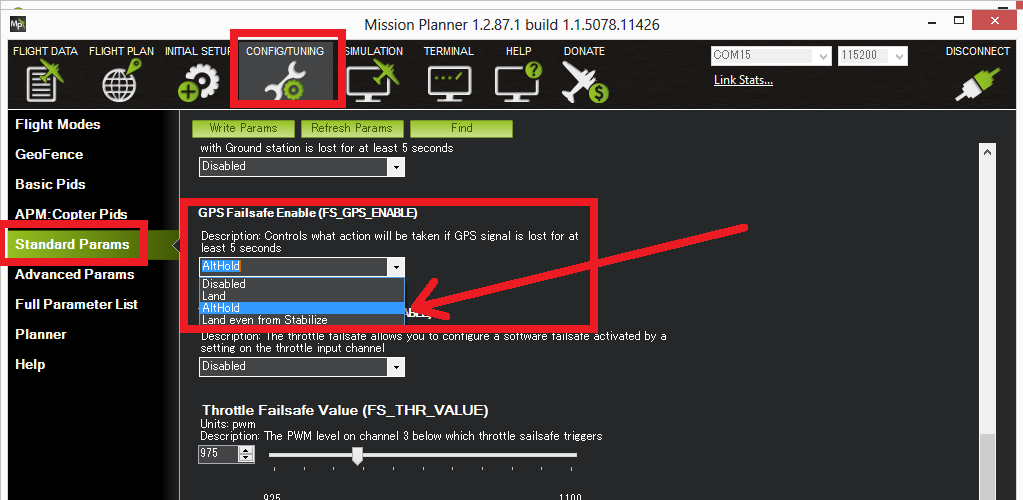 Mp
Mission Planner 1.2.87.1 build 1.1.5078.11426
FLIGHT DATA
FLIGHT PLAN
INITIAL SETUP
CONFIG/TUNING
SIMULATION
TERMINAL
HELP
DONATE
COM15
115200
DISCONNECT
Link Stats...
Flight Modes
GeoFence
Basic Pids
APM:Copter Pids
Standard Params
Advanced Params
Full Parameter List
Planner
Help
Write Params
Refresh Params
Find
with Ground station is lost for at least 5 seconds
Disabled
GPS Failsafe Enable (FS_GPS_ENABLE)
Description: Controls what action will be taken if GPS signal is lost for at
least 5 seconds
AltHold
Disabled
Land
AltHold
Land even from Stabilize
Description: The throttle failsafe allows you to configure a software failsafe activated by a
setting on the throttle input channel
Disabled
Throttle Failsafe Value (FS_THR_VALUE)
Units: pwm
Description: The PWM level on channel 3 below which throttle sailsafe triggers
975
925
1100